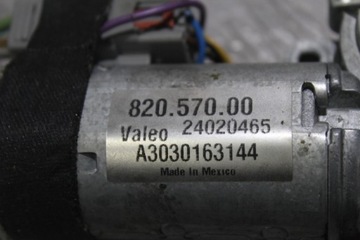 820.570.00
Valeo 24020465
A3030163144
Made In Mexico